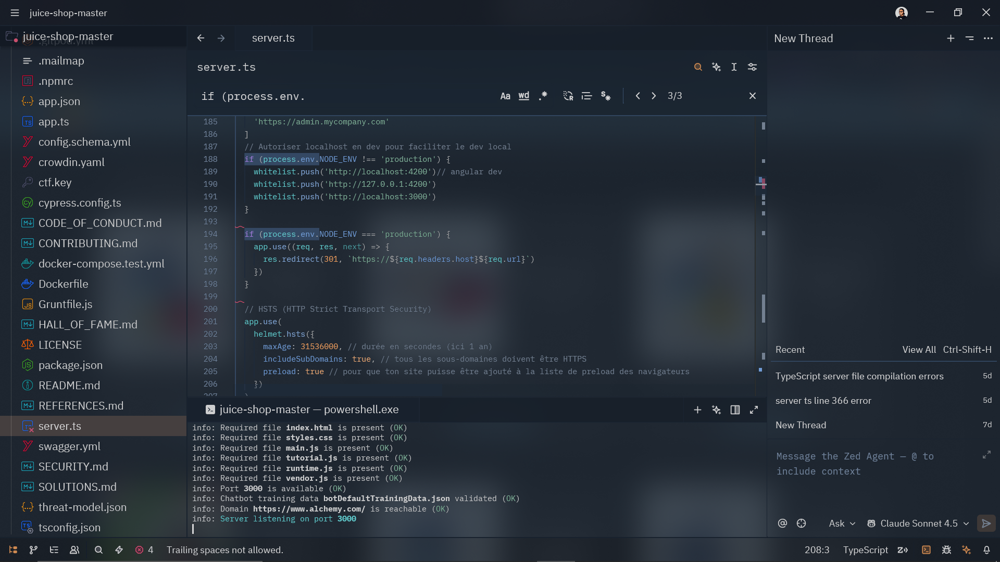 juice-shop-master
juice-shop-master
.gitpod.yml
.mailmap
.npmrc
app.json
app.ts
config.schema.yml
crowdin.yaml
ctf.key
cypress.config.ts
CODE_OF_CONDUCT.md
CONTRIBUTING.md
docker-compose.test.yml
Dockerfile
Gruntfile.js
HALL_OF_FAME.md
LICENSE
package.json
README.md
REFERENCES.md
server.ts
swagger.yml
SECURITY.md
SOLUTIONS.md
threat-model.json
tsconfig.json
server.ts
server.ts
if (process.env.
Aa wd .* 3/3
185 'https://admin.mycompany.com'
186 ]
187 // Autoriser localhost en dev pour faciliter le dev local
188 if (process.env.NODE_ENV !== 'production') {
189 whitelist.push('http://localhost:4200')// angular dev
190 whitelist.push('http://127.0.0.1:4200')
191 whitelist.push('http://localhost:3000')
192 }
193
194 if (process.env.NODE_ENV === 'production') {
195 app.use((req, res, next) => {
196 res.redirect(301, `https://${req.headers.host}${req.url}`)
197 })
198 }
199
200 // HSTS (HTTP Strict Transport Security)
201 app.use(
202 helmet.hsts({
203 maxAge: 31536000, // durée en secondes (ici 1 an)
204 includeSubDomains: true, // tous les sous-domaines doivent être HTTPS
205 preload: true // pour que ton site puisse être ajouté à la liste de preload des navigateurs
206 })
207 )
juice-shop-master — powershell.exe
info: Required file index.html is present (OK)
info: Required file styles.css is present (OK)
info: Required file main.js is present (OK)
info: Required file tutorial.js is present (OK)
info: Required file runtime.js is present (OK)
info: Required file vendor.js is present (OK)
info: Port 3000 is available (OK)
info: Chatbot training data botDefaultTrainingData.json validated (OK)
info: Domain https://www.alchemy.com/ is reachable (OK)
info: Server listening on port 3000
New Thread
Recent View All Ctrl-Shift-H
TypeScript server file compilation errors 5d
server ts line 366 error 5d
New Thread 7d
Message the Zed Agent — @ to
include context
Ask Claude Sonnet 4.5
4 Trailing spaces not allowed. 208:3 TypeScript